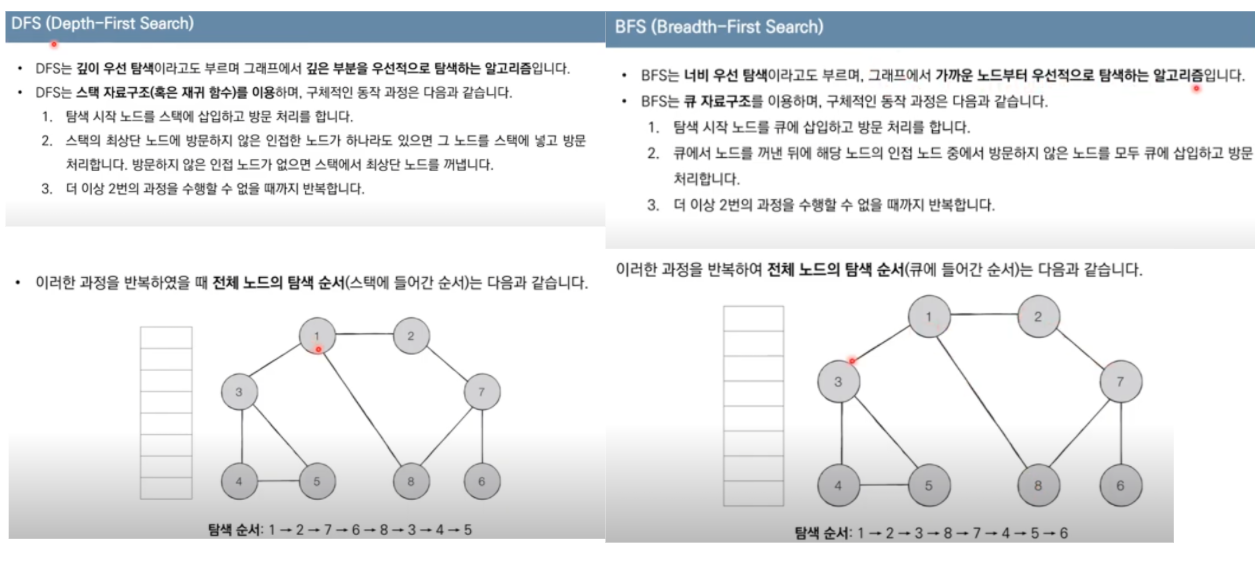 DFS (Depth-First Search)
• DFS는 깊이 우선 탐색이라고도 부르며 그래프에서 깊은 부분을 우선적으로 탐색하는 알고리즘입니다.
• DFS는 스택 자료구조(혹은 재귀 함수)를 이용하며, 구체적인 동작 과정은 다음과 같습니다.
1. 탐색 시작 노드를 스택에 삽입하고 방문 처리를 합니다.
2. 스택의 최상단 노드에 방문하지 않은 인접한 노드가 하나라도 있으면 그 노드를 스택에 넣고 방문
처리합니다. 방문하지 않은 인접 노드가 없으면 스택에서 최상단 노드를 꺼냅니다.
3. 더 이상 2번의 과정을 수행할 수 없을 때까지 반복합니다.
• 이러한 과정을 반복하였을 때 전체 노드의 탐색 순서(스택에 들어간 순서)는 다음과 같습니다.
1
2
3
7
4
5
8
6
탐색 순서: 1 → 2 → 7 → 6 → 8 → 3 → 4 → 5
BFS (Breadth-First Search)
• BFS는 너비 우선 탐색이라고도 부르며, 그래프에서 가까운 노드부터 우선적으로 탐색하는 알고리즘입니다.
• BFS는 큐 자료구조를 이용하며, 구체적인 동작 과정은 다음과 같습니다.
1. 탐색 시작 노드를 큐에 삽입하고 방문 처리를 합니다.
2. 큐에서 노드를 꺼낸 뒤에 해당 노드의 인접 노드 중에서 방문하지 않은 노드를 모두 큐에 삽입하고 방문
처리합니다.
3. 더 이상 2번의 과정을 수행할 수 없을 때까지 반복합니다.
이러한 과정을 반복하여 전체 노드의 탐색 순서(큐에 들어간 순서)는 다음과 같습니다.
1
2
3
7
4
5
8
6
탐색 순서: 1 → 2 → 3 → 8 → 7 → 4 → 5 → 6